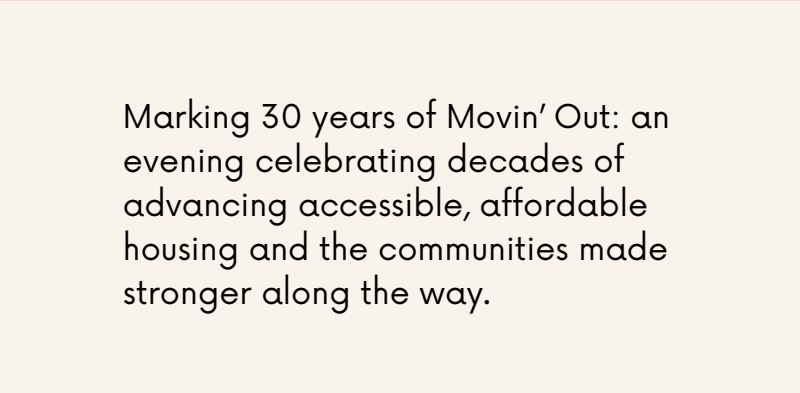 Marking 30 years of Movin’ Out: an
evening celebrating decades of
advancing accessible, affordable
housing and the communities made
stronger along the way.